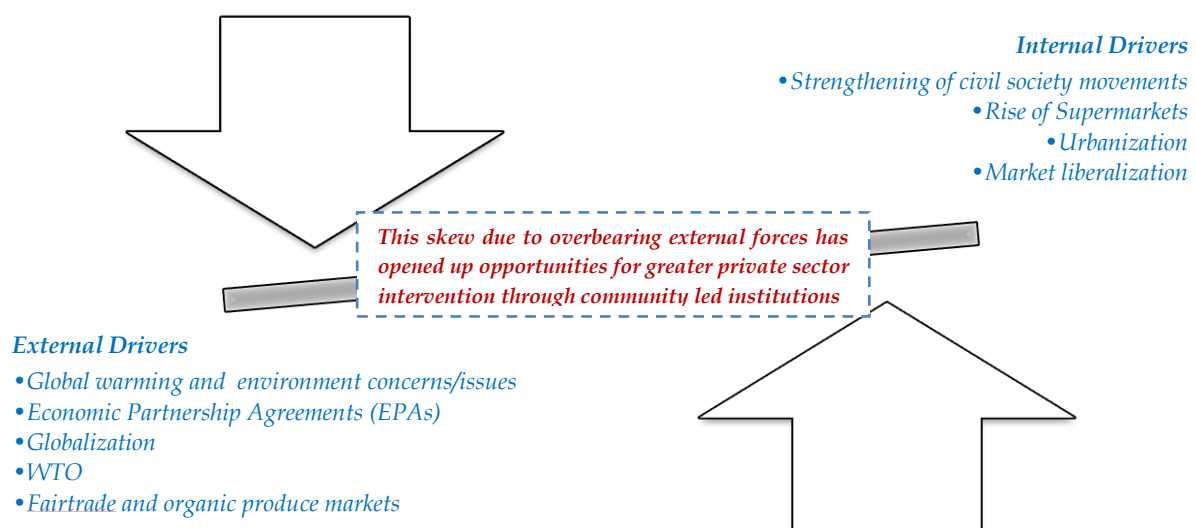 Internal Drivers
•Strengthening of civil society movements
•Rise of Supermarkets
•Urbanization
•Market liberalization
This skew due to overbearing external forces has
opened up opportunities for greater private sector
intervention through community led institutions
External Drivers
•Global warming and  environment concerns/issues
•Economic Partnership Agreements (EPAs)
•Globalization
•WTO
•Fairtrade and organic produce markets